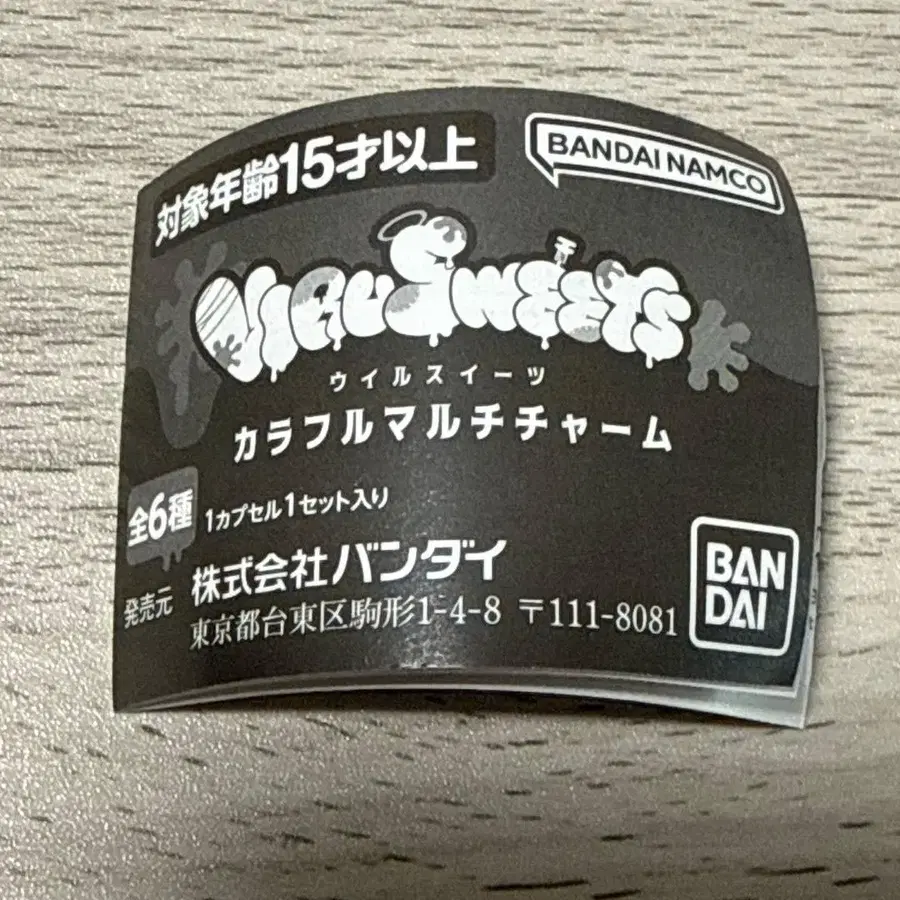 対象年齢15才以上
BANDAI NAMCO
VIRUSWEETS
ウイルスイーツ
カラフルマルチチャーム
全6種 1カプセル1セット入り
発売元 株式会社バンダイ
東京都台東区駒形1-4-8 〒111-8081
BAN
DAI